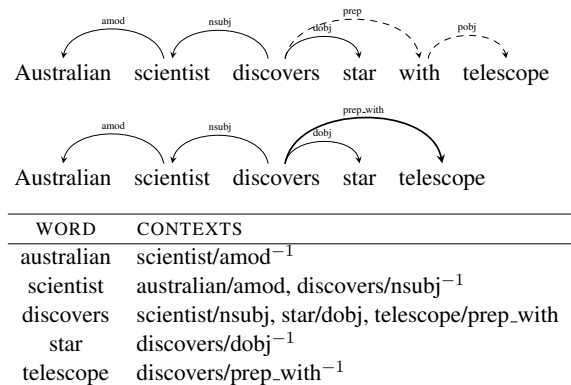 prep
amod nsubj dobj pobj
Australian scientist discovers star with telescope
prep_with
amod nsubj dobj
Australian scientist discovers star telescope
WORD CONTEXTS
australian scientist/amod⁻¹
scientist australian/amod, discovers/nsubj⁻¹
discovers scientist/nsubj, star/dobj, telescope/prep_with
star discovers/dobj⁻¹
telescope discovers/prep_with⁻¹